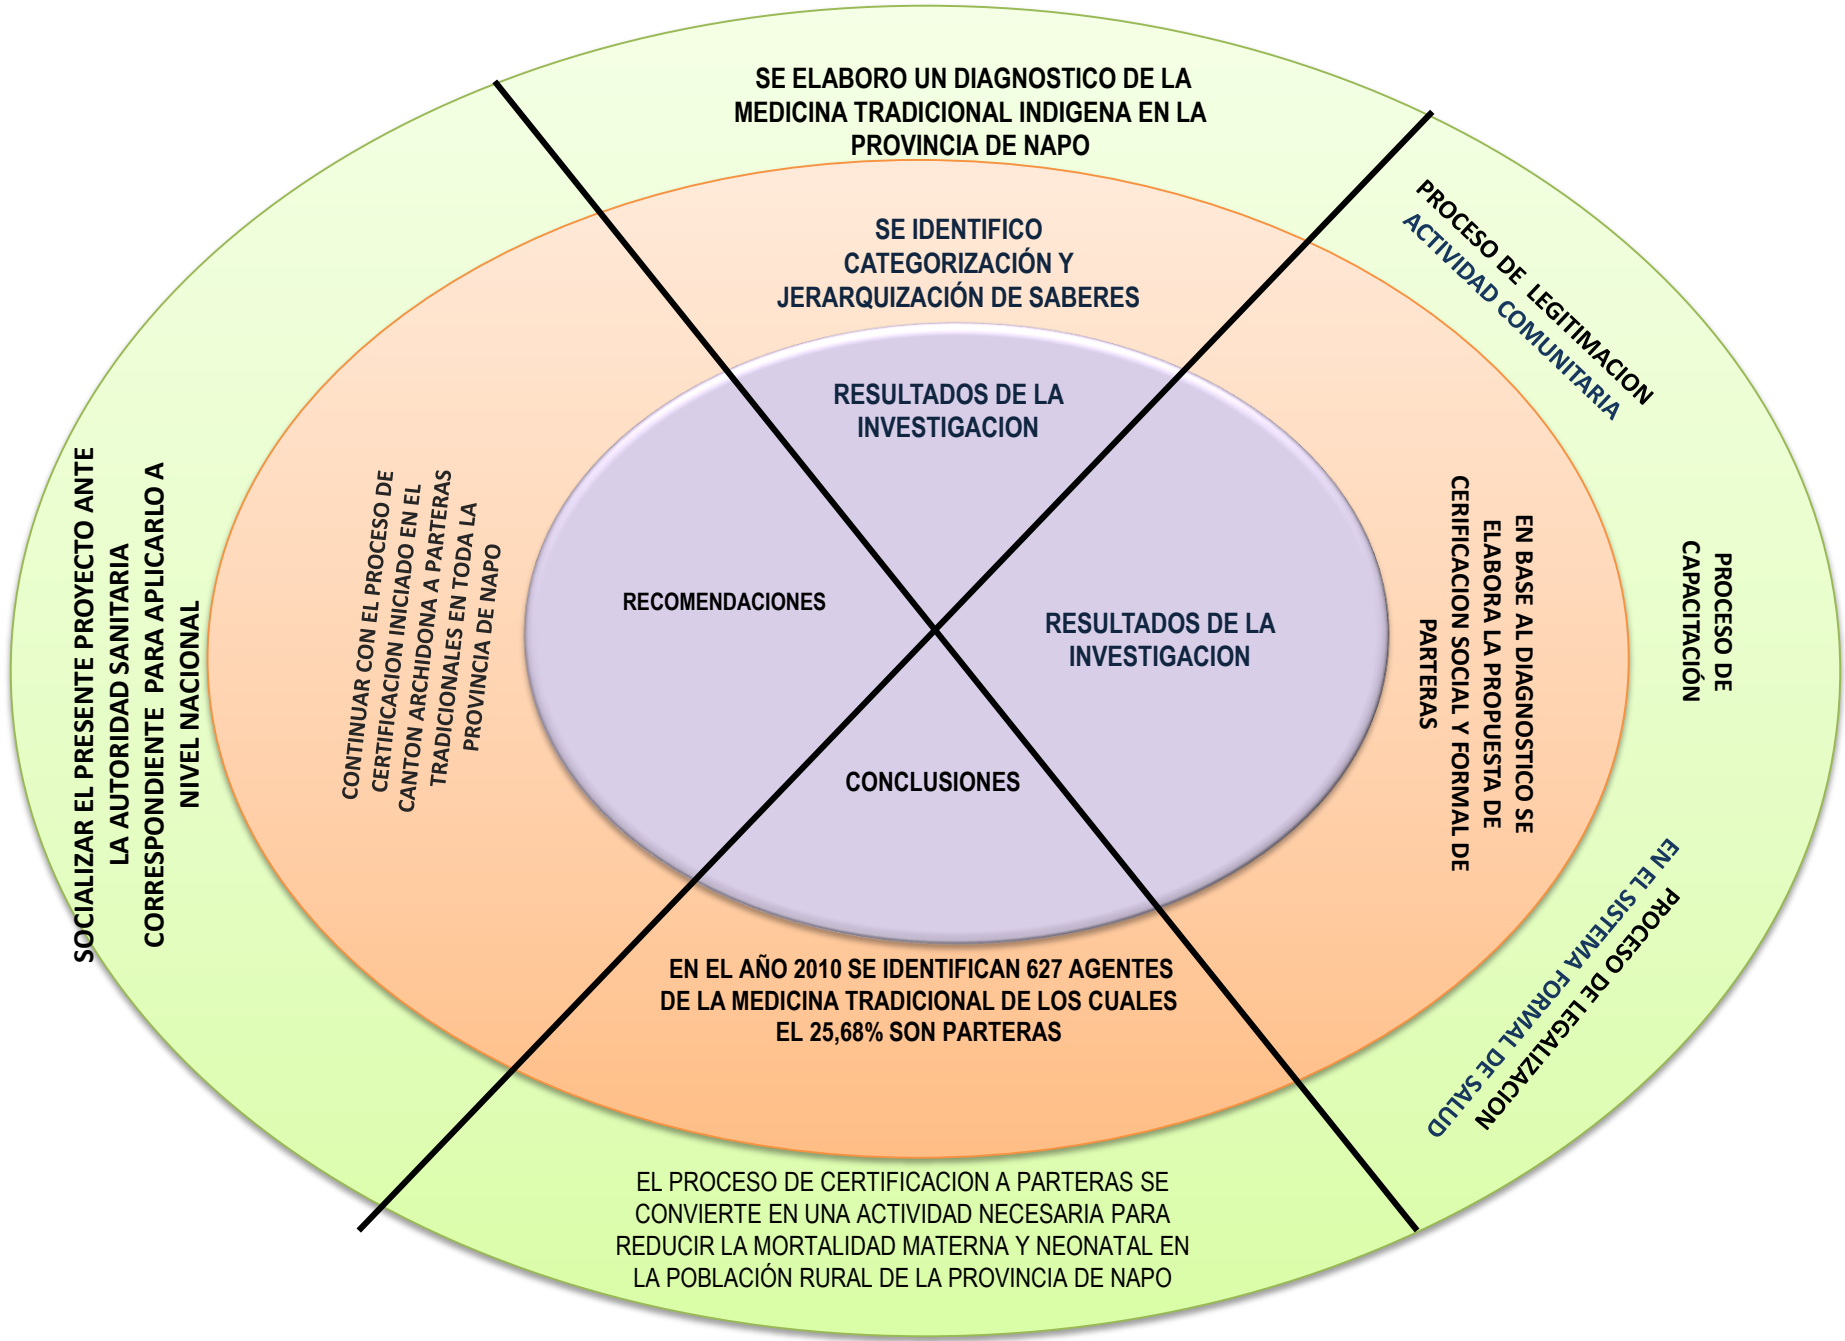 SE ELABORO UN DIAGNOSTICO DE LA
MEDICINA TRADICIONAL INDIGENA EN LA
PROVINCIA DE NAPO
SE IDENTIFICO
CATEGORIZACIÓN Y
JERARQUIZACIÓN DE SABERES
RESULTADOS DE LA
INVESTIGACION
PROCESO DE LEGITIMACION
ACTIVIDAD COMUNITARIA
PROCESO DE
CAPACITACIÓN
PROCESO DE LEGALIZACION
EN EL SISTEMA FORMAL DE SALUD
EN BASE AL DIAGNOSTICO SE
ELABORA LA PROPUESTA DE
CERIFICACION SOCIAL Y FORMAL DE
PARTERAS
RESULTADOS DE LA
INVESTIGACION
CONCLUSIONES
EN EL AÑO 2010 SE IDENTIFICAN 627 AGENTES
DE LA MEDICINA TRADICIONAL DE LOS CUALES
EL 25,68% SON PARTERAS
EL PROCESO DE CERTIFICACION A PARTERAS SE
CONVIERTE EN UNA ACTIVIDAD NECESARIA PARA
REDUCIR LA MORTALIDAD MATERNA Y NEONATAL EN
LA POBLACIÓN RURAL DE LA PROVINCIA DE NAPO
RECOMENDACIONES
CONTINUAR CON EL PROCESO DE
CERTIFICACION INICIADO EN EL
CANTON ARCHIDONA A PARTERAS
TRADICIONALES EN TODA LA
PROVINCIA DE NAPO
SOCIALIZAR EL PRESENTE PROYECTO ANTE
LA AUTORIDAD SANITARIA
CORRESPONDIENTE PARA APLICARLO A
NIVEL NACIONAL